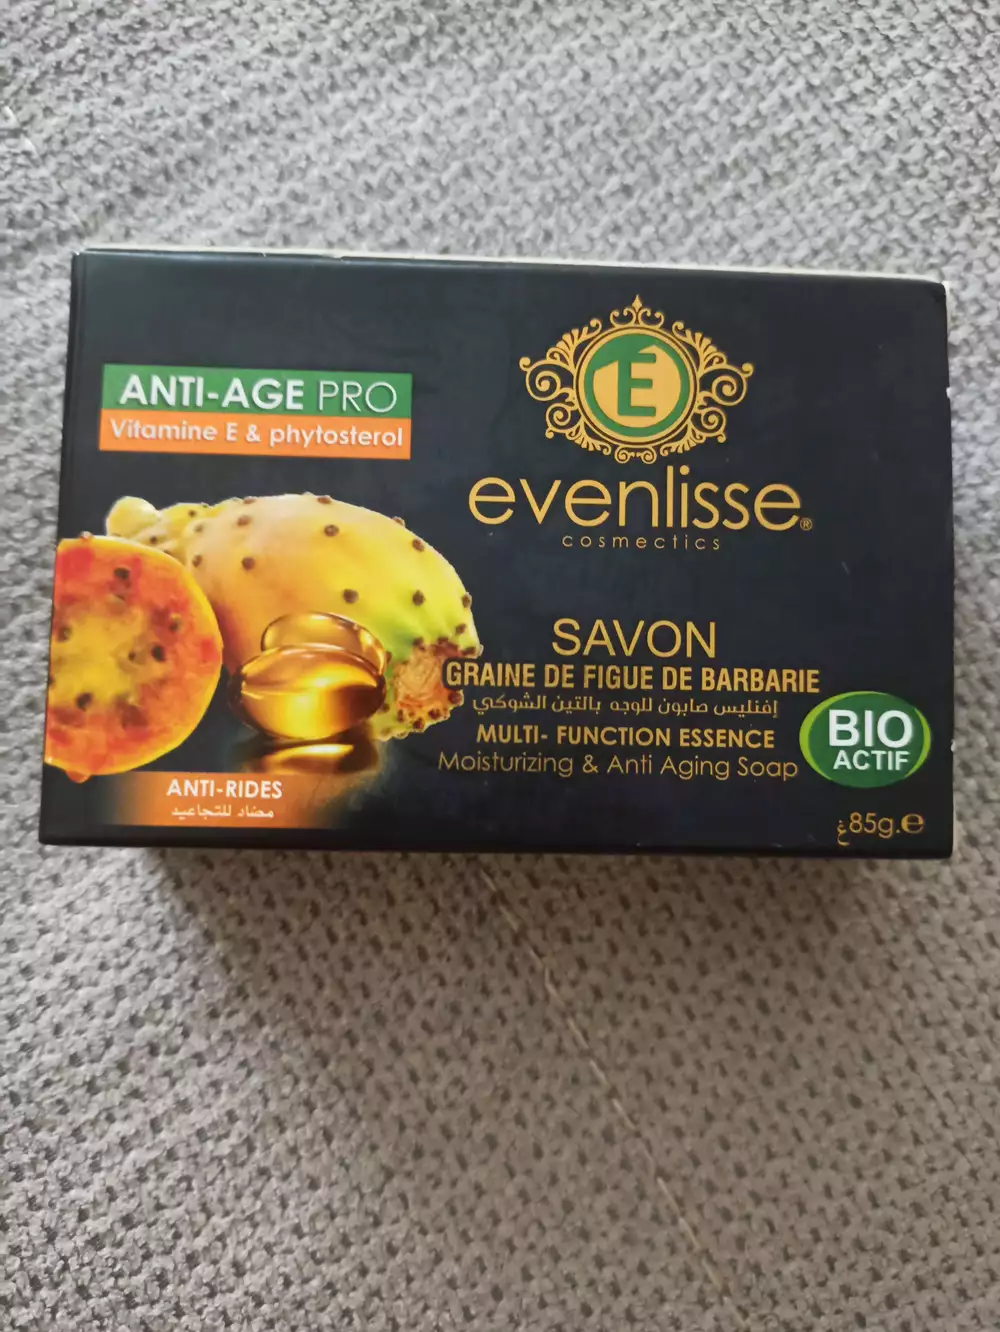 ANTI-AGE PRO
Vitamine E & phytosterol
É
evenlisse®
cosmectics
SAVON
GRAINE DE FIGUE DE BARBARIE
إفنليس صابون للوجه بالتين الشوكي
MULTI- FUNCTION ESSENCE
Moisturizing & Anti Aging Soap
BIO
ACTIF
ANTI-RIDES
مضاد للتجاعيد
غ85g.e